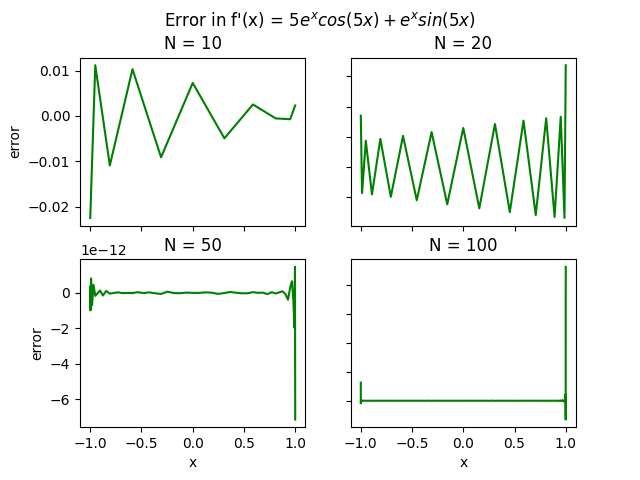 Error in f'(x) = 5e^x cos(5x) + e^x sin(5x)
N = 10
N = 20
0.01
0.00
−0.01
−0.02
error
N = 50
N = 100
1e−12
0
−2
−4
−6
error
−1.0 −0.5 0.0 0.5 1.0
−1.0 −0.5 0.0 0.5 1.0
x
x